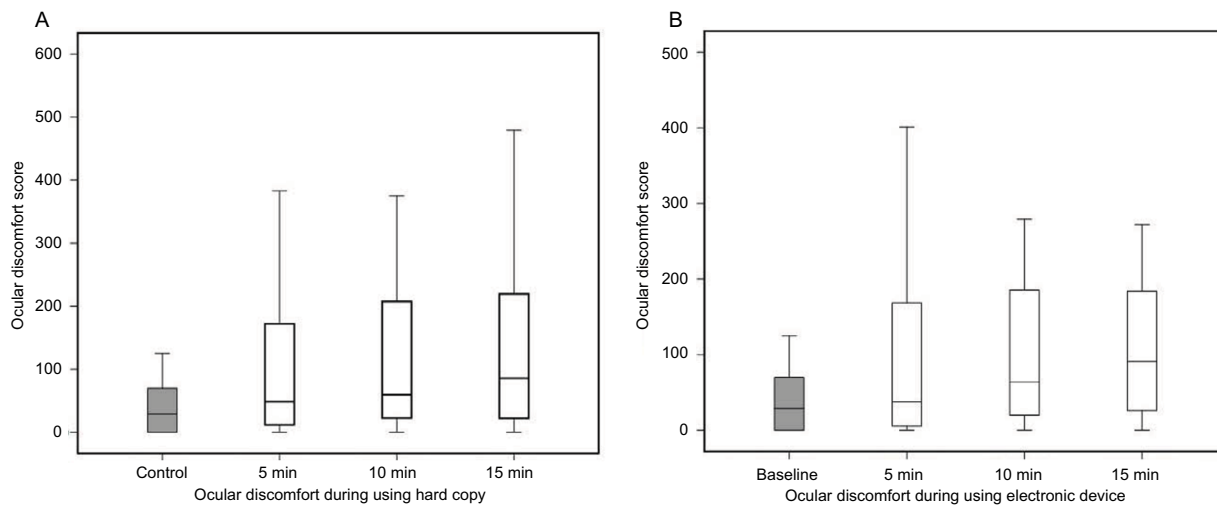 A
Ocular discomfort score
600
500
400
300
200
100
0
Control 5 min 10 min 15 min
Ocular discomfort during using hard copy
B
Ocular discomfort score
500
400
300
200
100
0
Baseline 5 min 10 min 15 min
Ocular discomfort during using electronic device